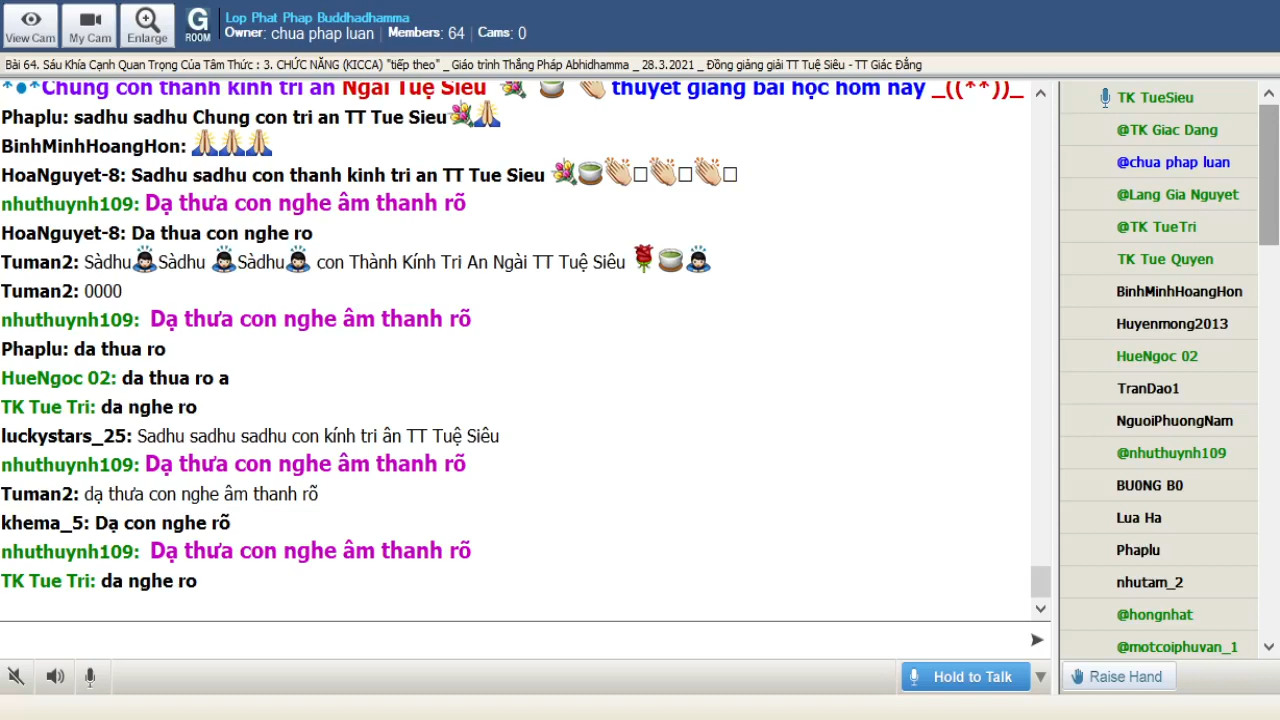 View Cam
My Cam
Enlarge
G ROOM
Lop Phat Phap Buddhadhamma
Owner: chua phap luan | Members: 64 | Cams: 0
Bài 64. Sáu Khía Cạnh Quan Trọng Của Tâm Thức : 3. CHỨC NĂNG (KICCA) "tiếp theo" _ Giáo trình Thắng Pháp Abhidhamma _ 28.3.2021 _ Đồng giảng giải TT Tuệ Siêu - TT Giác Đẳng
*●*Chúng con thành kính tri ân Ngài Tuệ Siêu 💐 🍵 👏 thuyết giảng bài học hôm nay _((**))_
Phaplu: sadhu sadhu Chung con tri an TT Tue Sieu💐🙏
BinhMinhHoangHon: 🙏🙏🙏
HoaNguyet-8: Sadhu sadhu con thanh kinh tri an TT Tue Sieu 💐🍵👏□👏□👏□
nhuthuynh109: Dạ thưa con nghe âm thanh rõ
HoaNguyet-8: Da thua con nghe ro
Tuman2: Sàdhu🙇Sàdhu 🙇Sàdhu🙇 con Thành Kính Tri An Ngài TT Tuệ Siêu 🌹🍵🙇
Tuman2: 0000
nhuthuynh109: Dạ thưa con nghe âm thanh rõ
Phaplu: da thua ro
HueNgoc 02: da thua ro a
TK Tue Tri: da nghe ro
luckystars_25: Sadhu sadhu sadhu con kính tri ân TT Tuệ Siêu
nhuthuynh109: Dạ thưa con nghe âm thanh rõ
Tuman2: dạ thưa con nghe âm thanh rõ
khema_5: Dạ con nghe rõ
nhuthuynh109: Dạ thưa con nghe âm thanh rõ
TK Tue Tri: da nghe ro
Hold to Talk
TK TueSieu
@TK Giac Dang
@chua phap luan
@Lang Gia Nguyet
@TK TueTri
TK Tue Quyen
BinhMinhHoangHon
Huyenmong2013
HueNgoc 02
TranDao1
NguoiPhuongNam
@nhuthuynh109
BU0NG B0
Lua Ha
Phaplu
nhutam_2
@hongnhat
@motcoiphuvan_1
Raise Hand